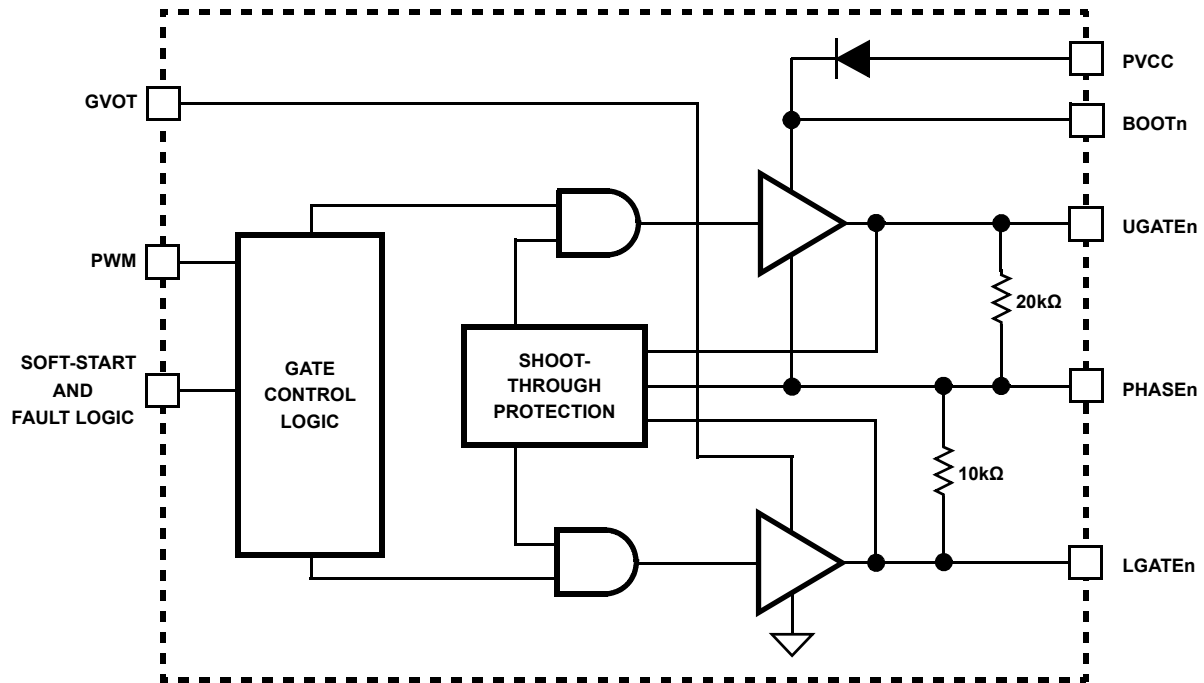 PVCC
GVOT
BOOTn
UGATEn
PWM
20kΩ
SOFT-START
AND
FAULT LOGIC
GATE
CONTROL
LOGIC
SHOOT-
THROUGH
PROTECTION
PHASEn
10kΩ
LGATEn